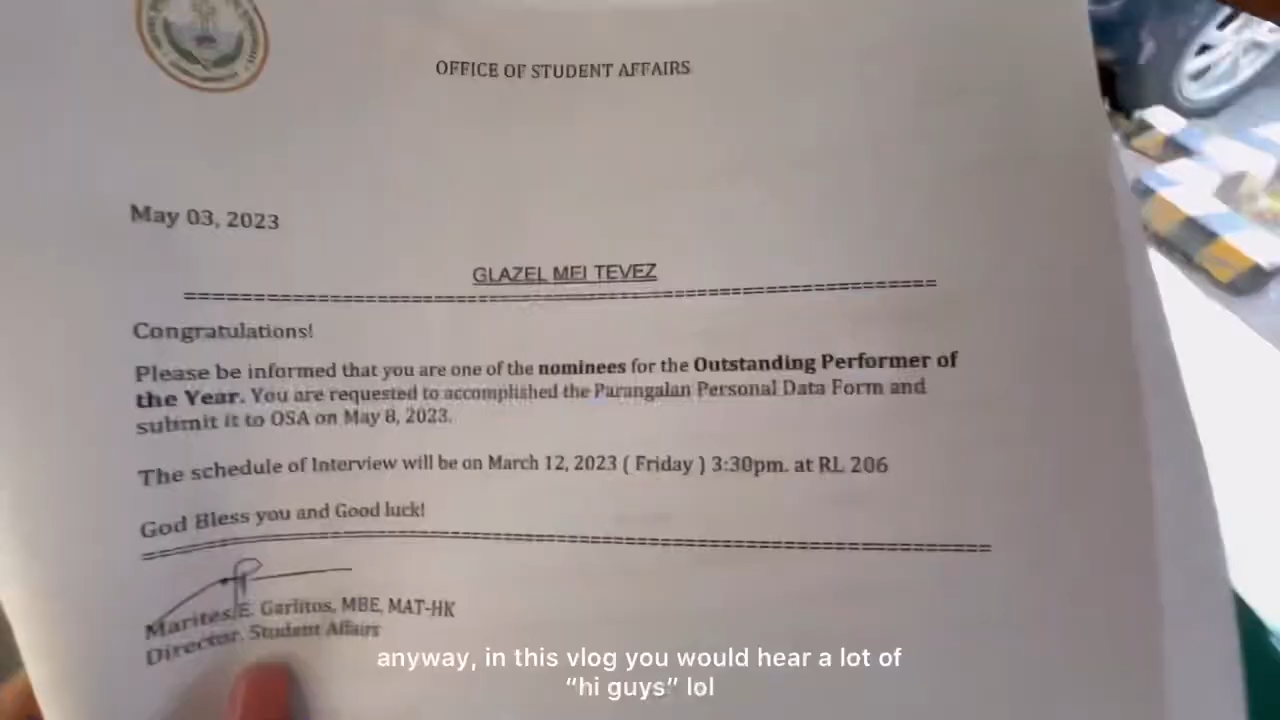 OFFICE OF STUDENT AFFAIRS
May 03, 2023
GLAZEL MEI TEVEZ
Congratulations!
Please be informed that you are one of the nominees for the Outstanding Performer of
the Year. You are requested to accomplished the Parangalan Personal Data Form and
submit it to OSA on May 8, 2023.
The schedule of Interview will be on March 12, 2023 ( Friday ) 3:30pm. at RL 206
God Bless you and Good luck!
Marites E. Garlitos, MBE, MAT-HK
Director, Student Affairs
anyway, in this vlog you would hear a lot of
“hi guys” lol